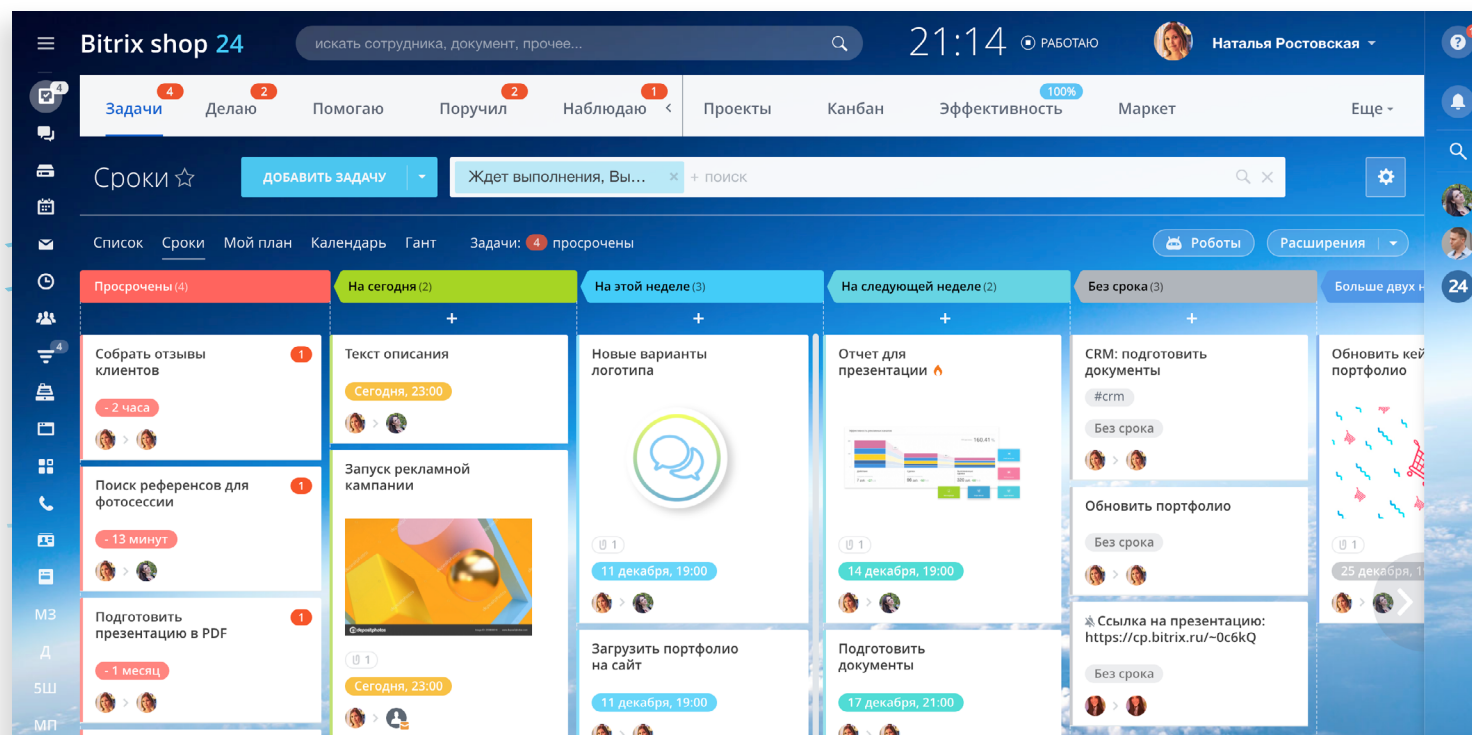 Bitrix shop 24
искать сотрудника, документ, прочее...
21:14
РАБОТАЮ
Наталья Ростовская
?
4
Задачи 4
Делаю 2
Помогаю
Поручил 2
Наблюдаю 1
Проекты
Канбан
Эффективность 100%
Маркет
Еще
Сроки
ДОБАВИТЬ ЗАДАЧУ
Ждет выполнения, Вы... ×
+ поиск
Список Сроки Мой план Календарь Гант Задачи: 4 просрочены
Роботы
Расширения
24
4
МЗ
Д
5Ш
МП
Просрочены (4)
Собрать отзывы
клиентов
1
- 2 часа
Поиск референсов для
фотосессии
1
- 13 минут
Подготовить
презентацию в PDF
1
- 1 месяц
На сегодня (2)
+
Текст описания
Сегодня, 23:00
Запуск рекламной
кампании
depositphotos
1
Сегодня, 23:00
На этой неделе (3)
+
Новые варианты
логотипа
1
11 декабря, 19:00
Загрузить портфолио
на сайт
11 декабря, 19:00
На следующей неделе (2)
+
Отчет для
презентации
160.41%
1
14 декабря, 19:00
Подготовить
документы
17 декабря, 21:00
Без срока (3)
+
CRM: подготовить
документы
#crm
Без срока
Обновить портфолио
Без срока
Ссылка на презентацию:
https://cp.bitrix.ru/~0c6kQ
Без срока
Больше двух н
Обновить кей
портфолио
1
25 декабря, 1